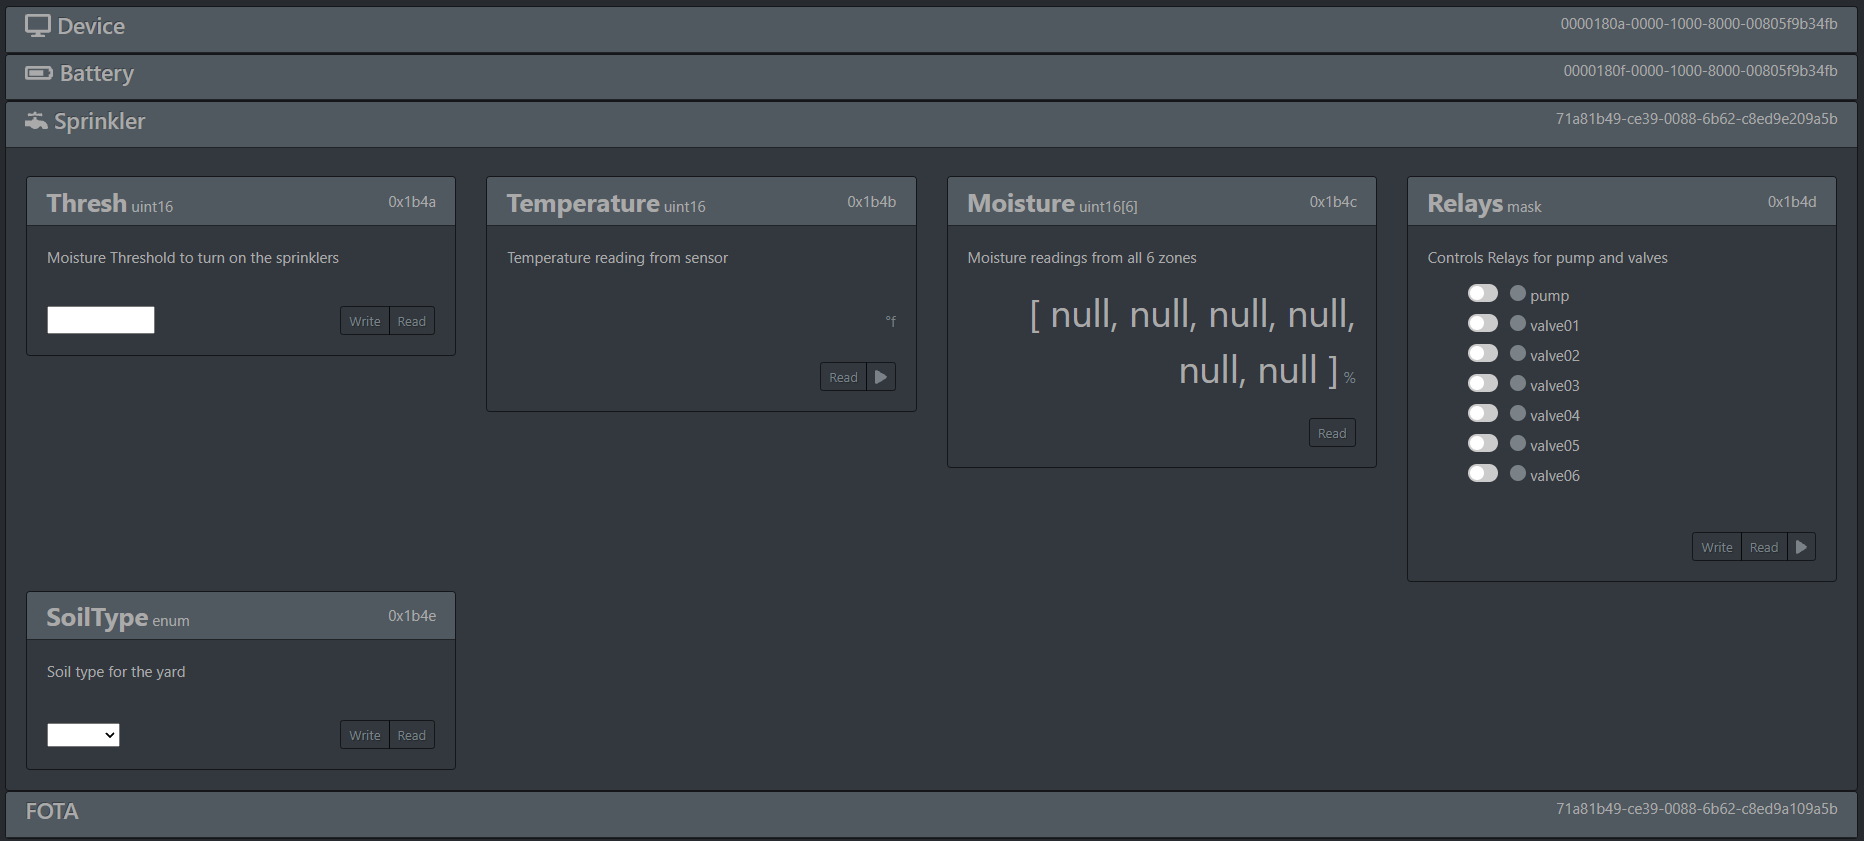 Device 0000180a-0000-1000-8000-00805f9b34fb
Battery 0000180f-0000-1000-8000-00805f9b34fb
Sprinkler 71a81b49-ce39-0088-6b62-c8ed9e209a5b
Thresh uint16 0x1b4a
Moisture Threshold to turn on the sprinklers
Write Read
Temperature uint16 0x1b4b
Temperature reading from sensor
°f
Read
Moisture uint16[6] 0x1b4c
Moisture readings from all 6 zones
[ null, null, null, null,
null, null ] %
Read
Relays mask 0x1b4d
Controls Relays for pump and valves
pump
valve01
valve02
valve03
valve04
valve05
valve06
Write Read
SoilType enum 0x1b4e
Soil type for the yard
Write Read
FOTA 71a81b49-ce39-0088-6b62-c8ed9a109a5b